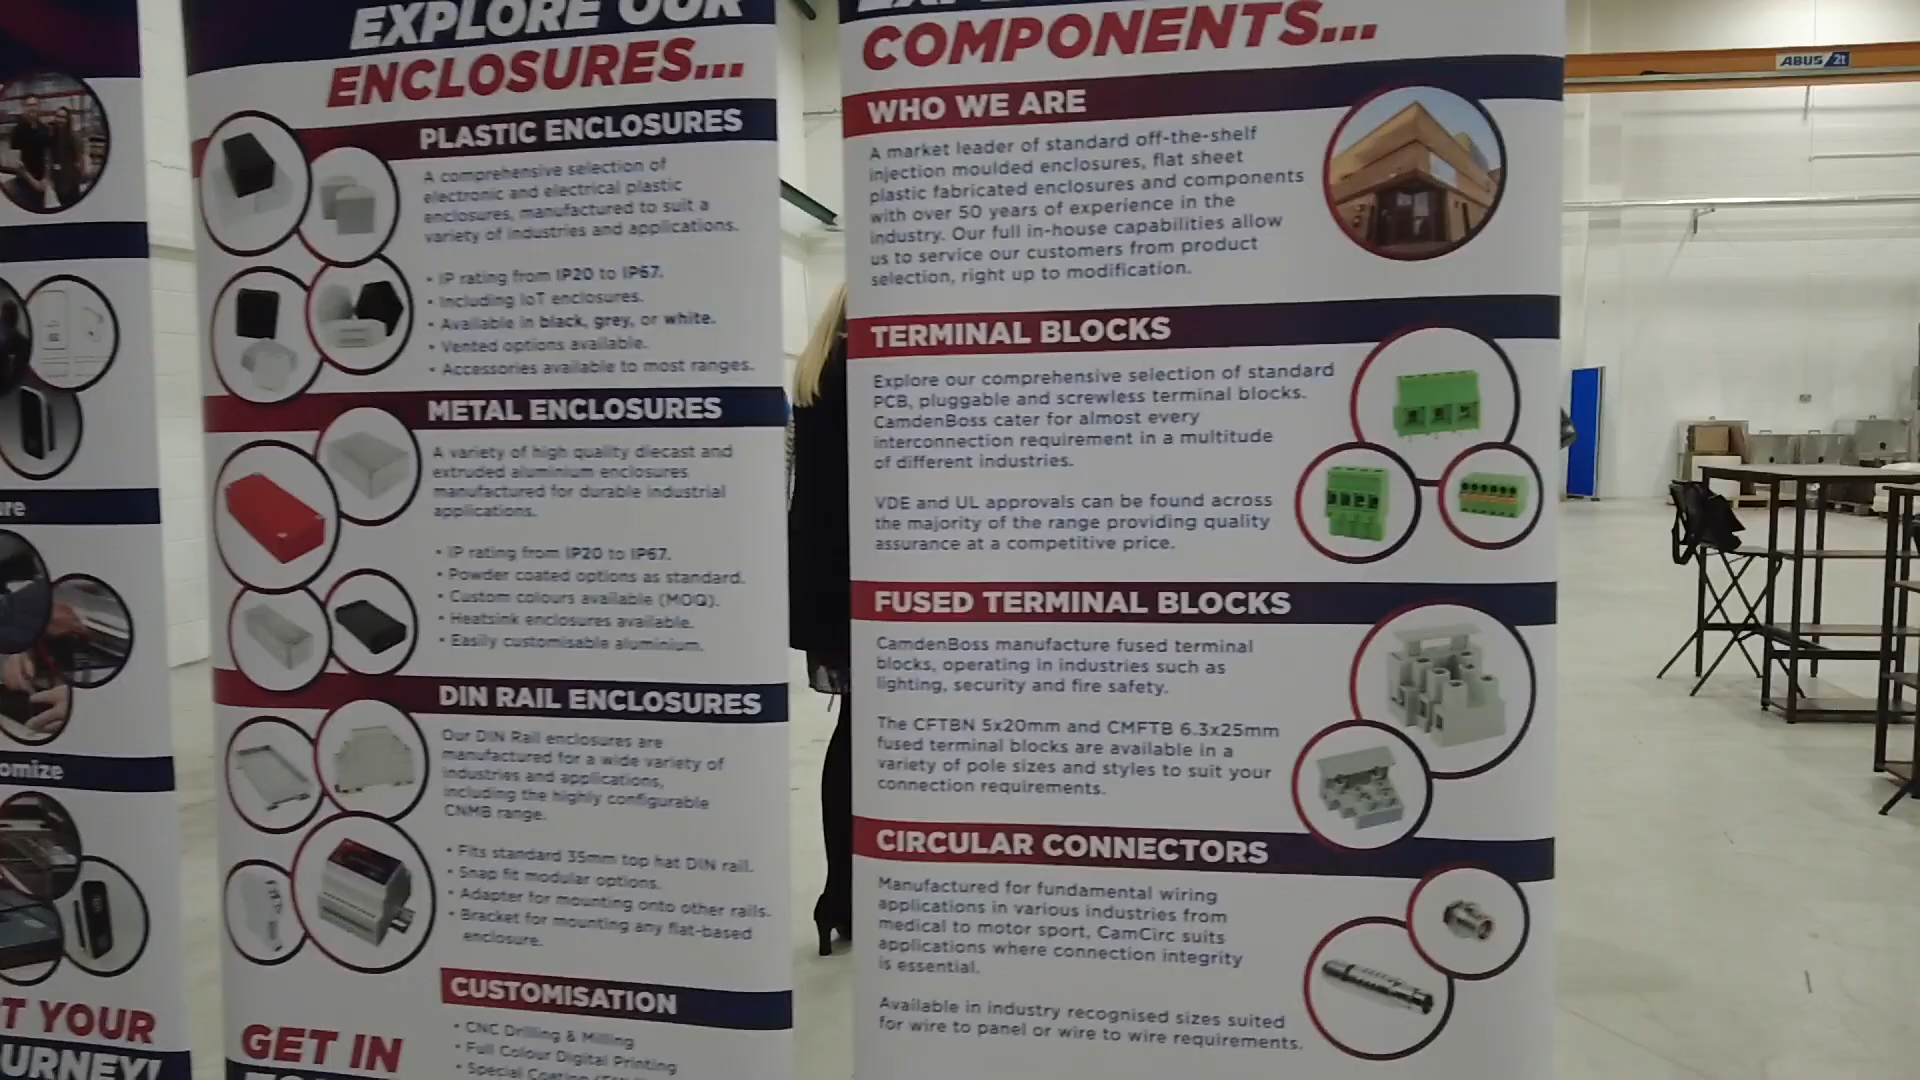 re
omize
T YOUR
URNEY!
EXPLORE OUR
ENCLOSURES...
PLASTIC ENCLOSURES
A comprehensive selection of
electronic and electrical plastic
enclosures, manufactured to suit a
variety of industries and applications.
• IP rating from IP20 to IP67.
• Including IoT enclosures.
• Available in black, grey, or white.
• Vented options available.
• Accessories available to most ranges.
METAL ENCLOSURES
A variety of high quality diecast and
extruded aluminium enclosures
manufactured for durable industrial
applications.
• IP rating from IP20 to IP67.
• Powder coated options as standard.
• Custom colours available (MOQ).
• Heatsink enclosures available.
• Easily customisable aluminium.
DIN RAIL ENCLOSURES
Our DIN Rail enclosures are
manufactured for a wide variety of
industries and applications,
including the highly configurable
CNMB range.
• Fits standard 35mm top hat DIN rail.
• Snap fit modular options.
• Adapter for mounting onto other rails.
• Bracket for mounting any flat-based
enclosure.
CUSTOMISATION
• CNC Drilling & Milling
• Full Colour Digital Printing
• Special Coating
GET IN
COMPONENTS...
WHO WE ARE
A market leader of standard off-the-shelf
injection moulded enclosures, flat sheet
plastic fabricated enclosures and components
with over 50 years of experience in the
industry. Our full in-house capabilities allow
us to service our customers from product
selection, right up to modification.
TERMINAL BLOCKS
Explore our comprehensive selection of standard
PCB, pluggable and screwless terminal blocks.
CamdenBoss cater for almost every
interconnection requirement in a multitude
of different industries.
VDE and UL approvals can be found across
the majority of the range providing quality
assurance at a competitive price.
FUSED TERMINAL BLOCKS
CamdenBoss manufacture fused terminal
blocks, operating in industries such as
lighting, security and fire safety.
The CFTBN 5x20mm and CMFTB 6.3x25mm
fused terminal blocks are available in a
variety of pole sizes and styles to suit your
connection requirements.
CIRCULAR CONNECTORS
Manufactured for fundamental wiring
applications in various industries from
medical to motor sport, CamCirc suits
applications where connection integrity
is essential.
Available in industry recognised sizes suited
for wire to panel or wire to wire requirements.
ABUS 2t